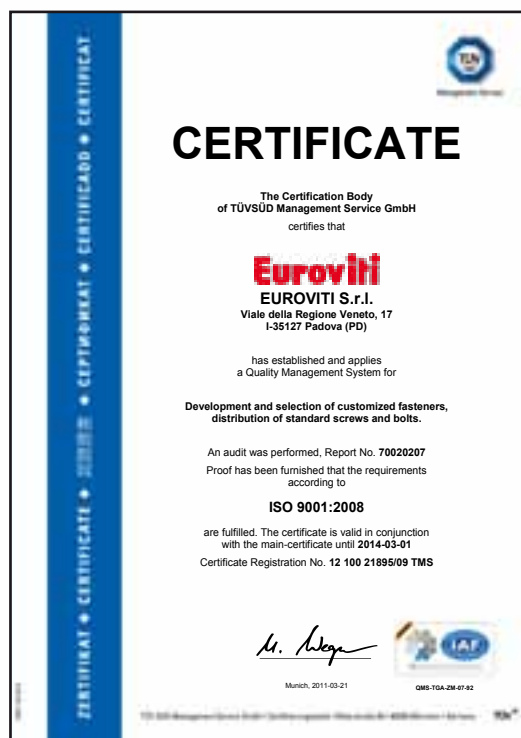 TÜV
CERTIFICATE
The Certification Body
of TÜVSÜD Management Service GmbH
certifies that
Euroviti
EUROVITI S.r.l.
Viale della Regione Veneto, 17
I-35127 Padova (PD)
has established and applies
a Quality Management System for
Development and selection of customized fasteners,
distribution of standard screws and bolts.
An audit was performed, Report No. 70020207
Proof has been furnished that the requirements
according to
ISO 9001:2008
are fulfilled. The certificate is valid in conjunction
with the main-certificate until 2014-03-01
Certificate Registration No. 12 100 21895/09 TMS
Munich, 2011-03-21
IAF
QMS-TGA-ZM-07-92
ZERTIFIKAT ◆ CERTIFICATE ◆ ◆ СЕРТИФИКАТ ◆ CERTIFICADO ◆ CERTIFICAT